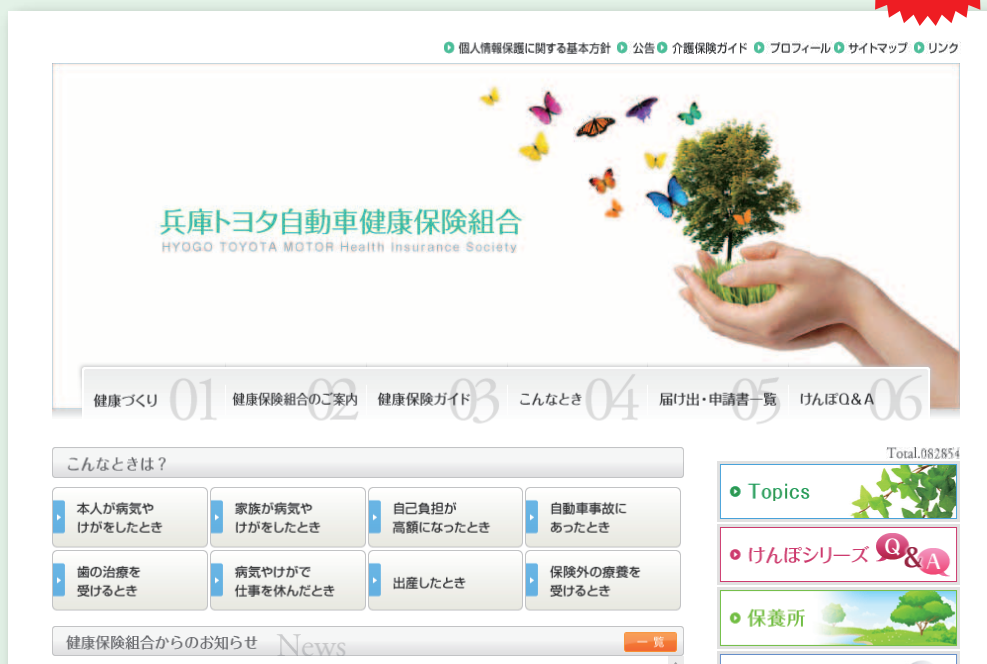 個人情報保護に関する基本方針 公告 介護保険ガイド プロフィール サイトマップ リンク
兵庫トヨタ自動車健康保険組合
HYOGO TOYOTA MOTOR Health Insurance Society
健康づくり 01 健康保険組合のご案内 02 健康保険ガイド 03 こんなとき 04 届け出・申請書一覧 05 けんぽQ&A 06
こんなときは？
Total.082854
本人が病気や
けがをしたとき
家族が病気や
けがをしたとき
自己負担が
高額になったとき
自動車事故に
あったとき
Topics
歯の治療を
受けるとき
病気やけがで
仕事を休んだとき
出産したとき
保険外の療養を
受けるとき
けんぽシリーズ Q&A
保養所
健康保険組合からのお知らせ News 一覧